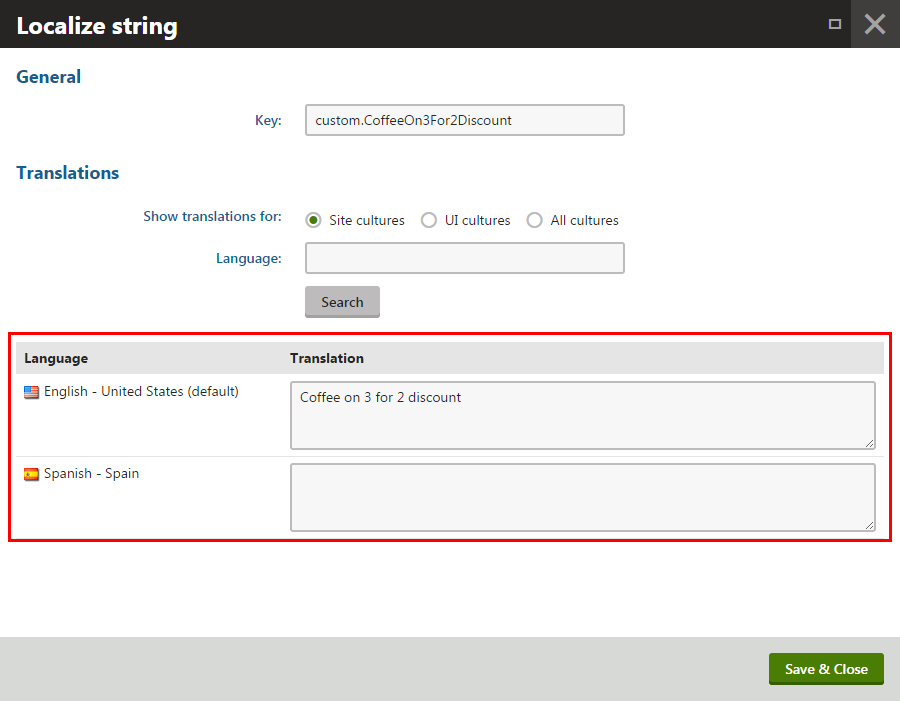 Localize string
General
Key: custom.CoffeeOn3For2Discount
Translations
Show translations for: Site cultures UI cultures All cultures
Language:
Search
Language Translation
English - United States (default) Coffee on 3 for 2 discount
Spanish - Spain
Save & Close